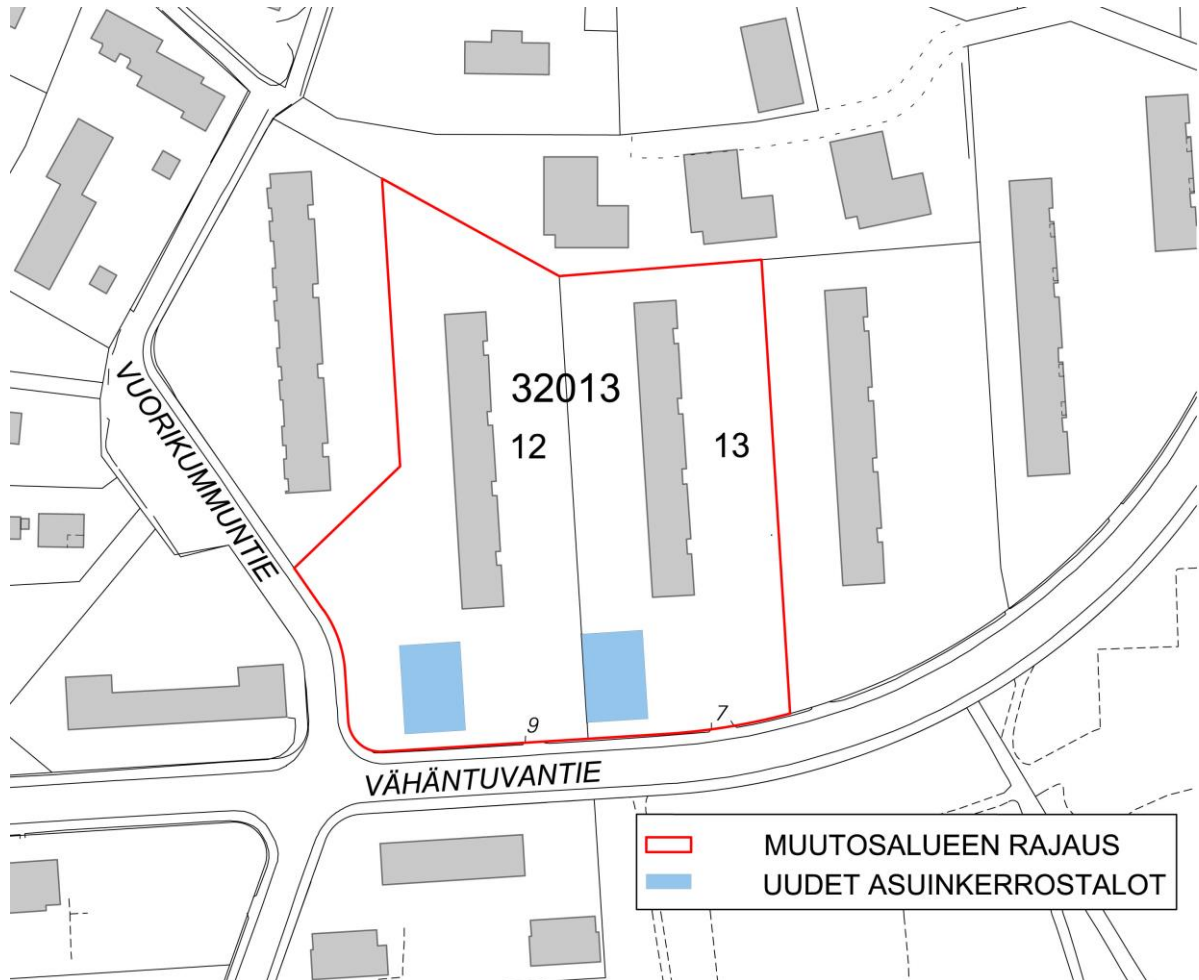 VUORIKUMMUNTIE
32013
12
13
9
7
VÄHÄNTUVANTIE
MUUTOSALUEEN RAJAUS
UUDET ASUINKERROSTALOT